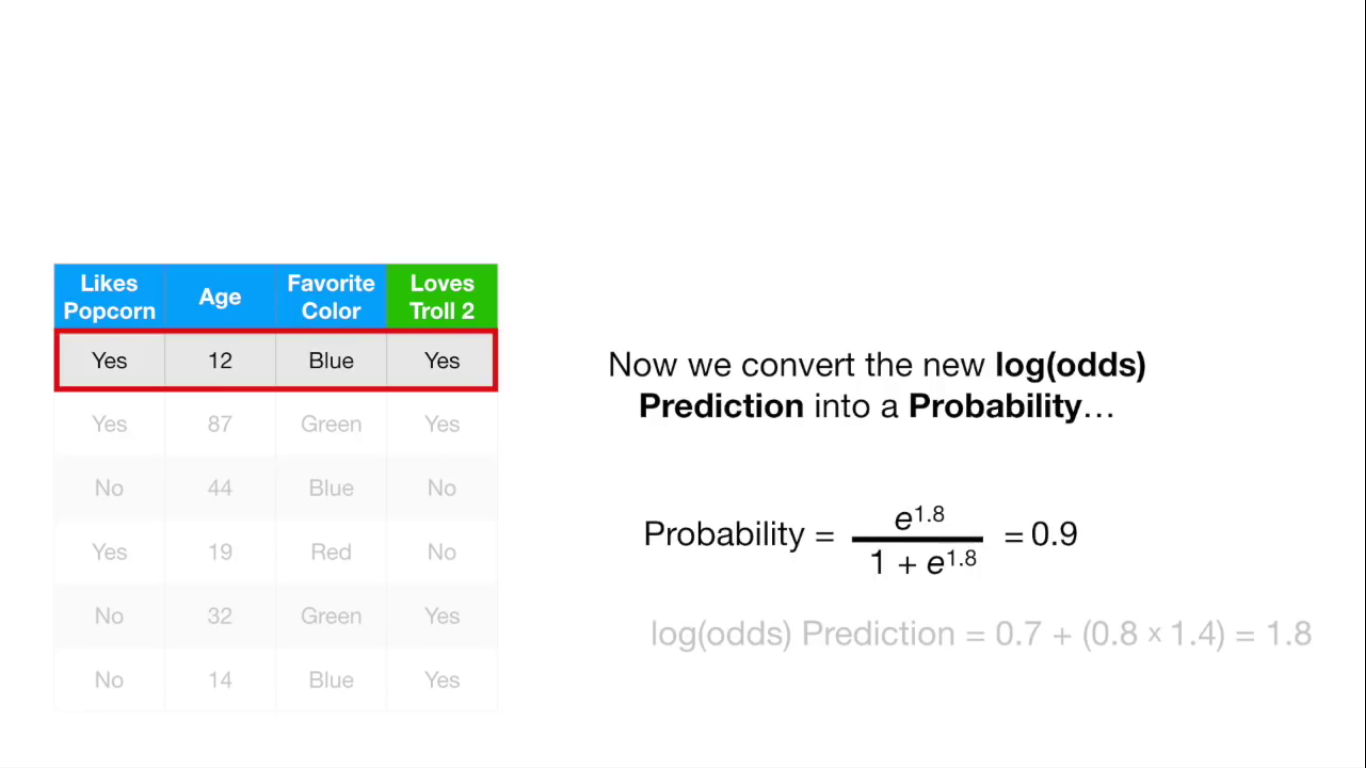 Likes Popcorn Age Favorite Color Loves Troll 2
Yes 12 Blue Yes
Yes 87 Green Yes
No 44 Blue No
Yes 19 Red No
No 32 Green Yes
No 14 Blue Yes
Now we convert the new log(odds)
Prediction into a Probability…
Probability = e^1.8 / 1 + e^1.8 = 0.9
log(odds) Prediction = 0.7 + (0.8 × 1.4) = 1.8